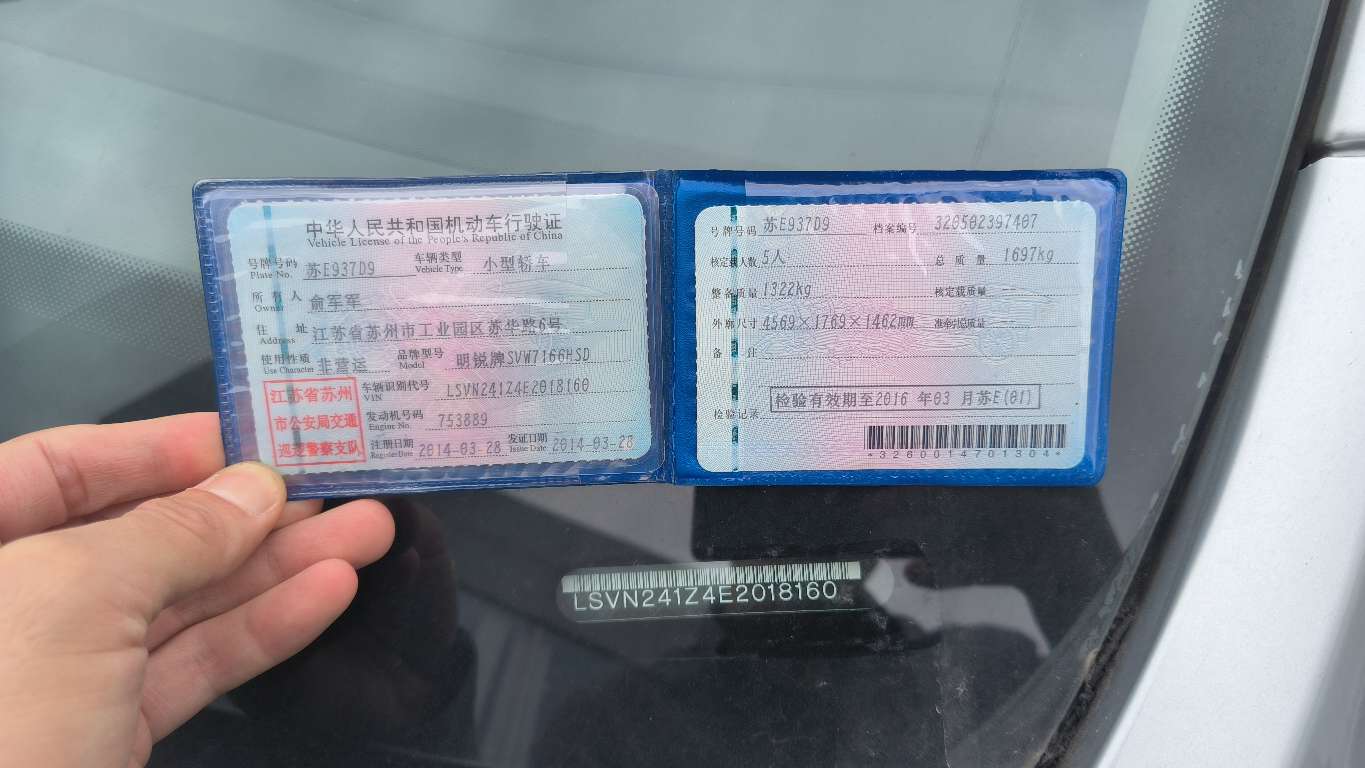 中华人民共和国机动车行驶证
Vehicle License of the People's Republic of China
号牌号码 苏E937D9 车辆类型 小型轿车
Plate No. Vehicle Type
所有人 俞军军
Owner
住址 江苏省苏州市工业园区苏华路6号
Address
使用性质 非营运 品牌型号 明锐牌SVW7166HSD
Use Character Model
江苏省苏州
市公安局交通
巡逻警察支队
车辆识别代号 LSVN241Z4E2018160
VIN
发动机号码 753889
Engine No.
注册日期 2014-03-28 发证日期 2014-03-28
Register Date Issue Date
号牌号码 苏E937D9 档案编号 320502397407
核定载人数 5人 总质量 1697kg
整备质量 1322kg 核定载质量 --
外廓尺寸 4569×1769×1462mm 准牵引总质量 --
备注
检验记录 检验有效期至2016年03月苏E(01)
*3260014701304*
LSVN241Z4E2018160